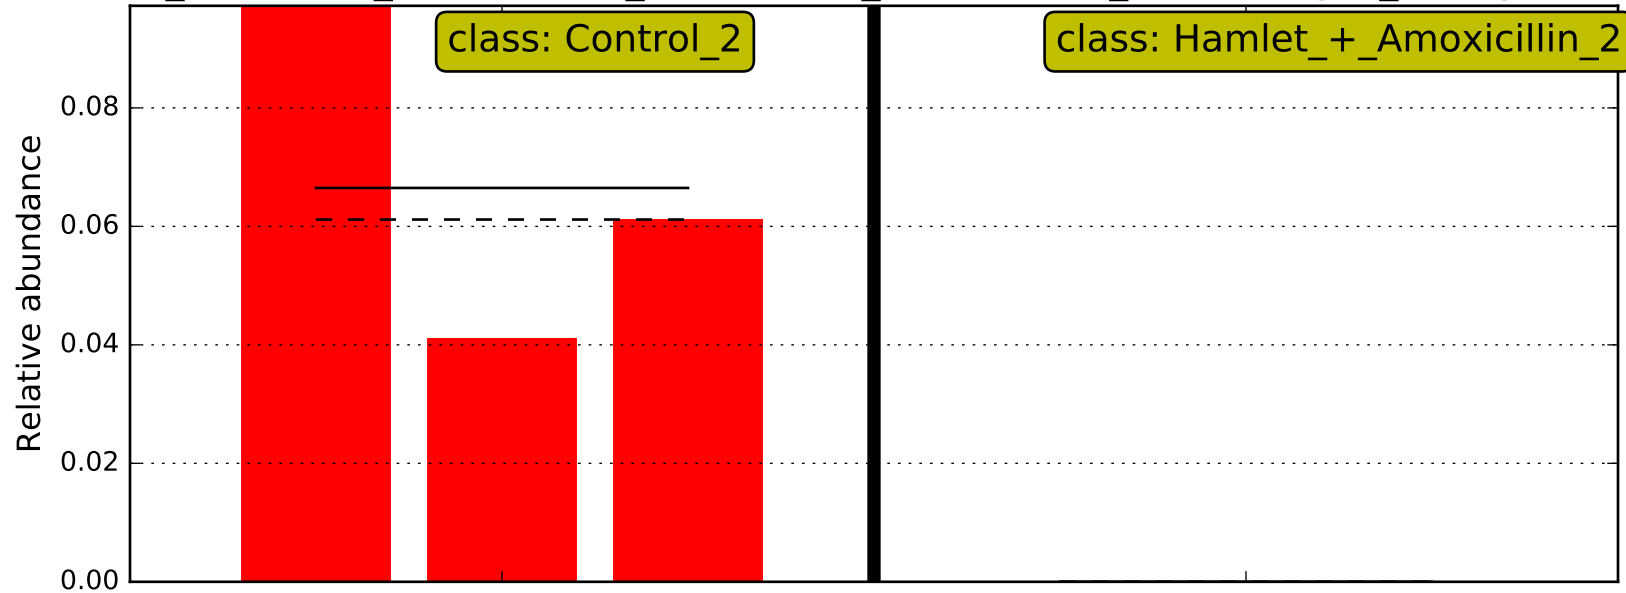 class: Control_2
class: Hamlet_+_Amoxicillin_2
0.08
0.06
0.04
0.02
0.00
Relative abundance